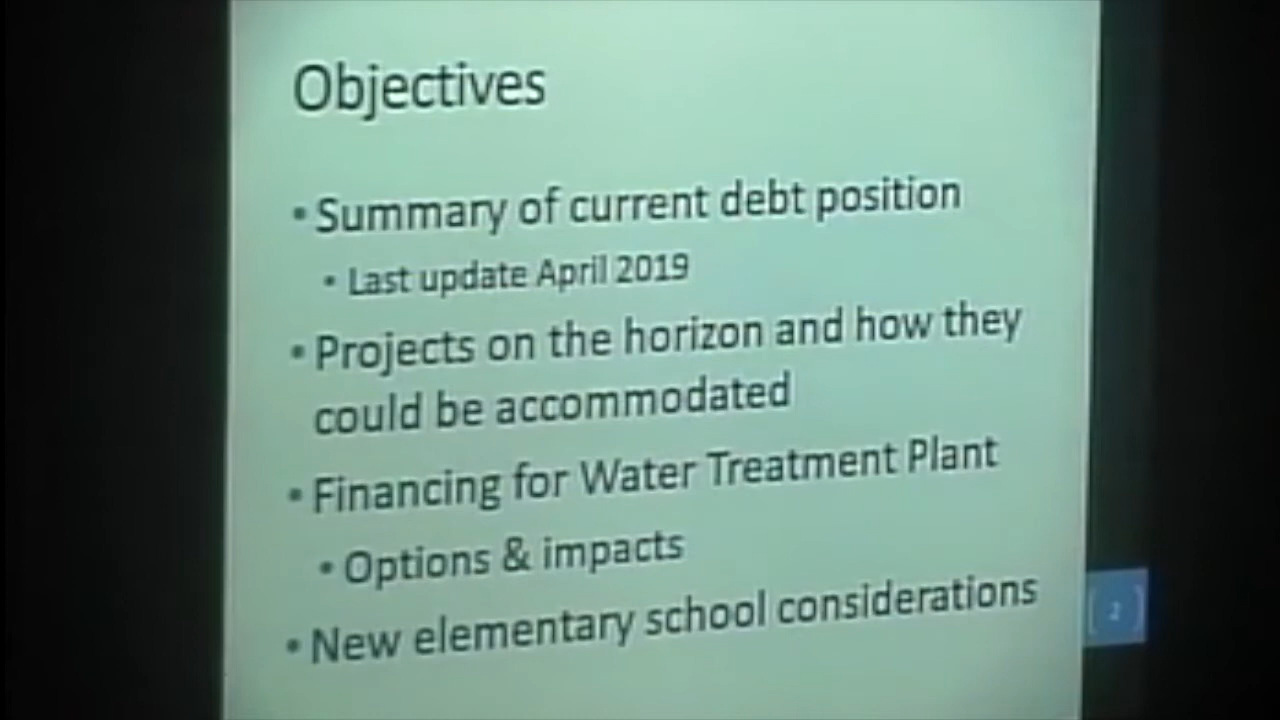 Objectives
• Summary of current debt position
• Last update April 2019
• Projects on the horizon and how they
could be accommodated
• Financing for Water Treatment Plant
• Options & impacts
• New elementary school considerations
2